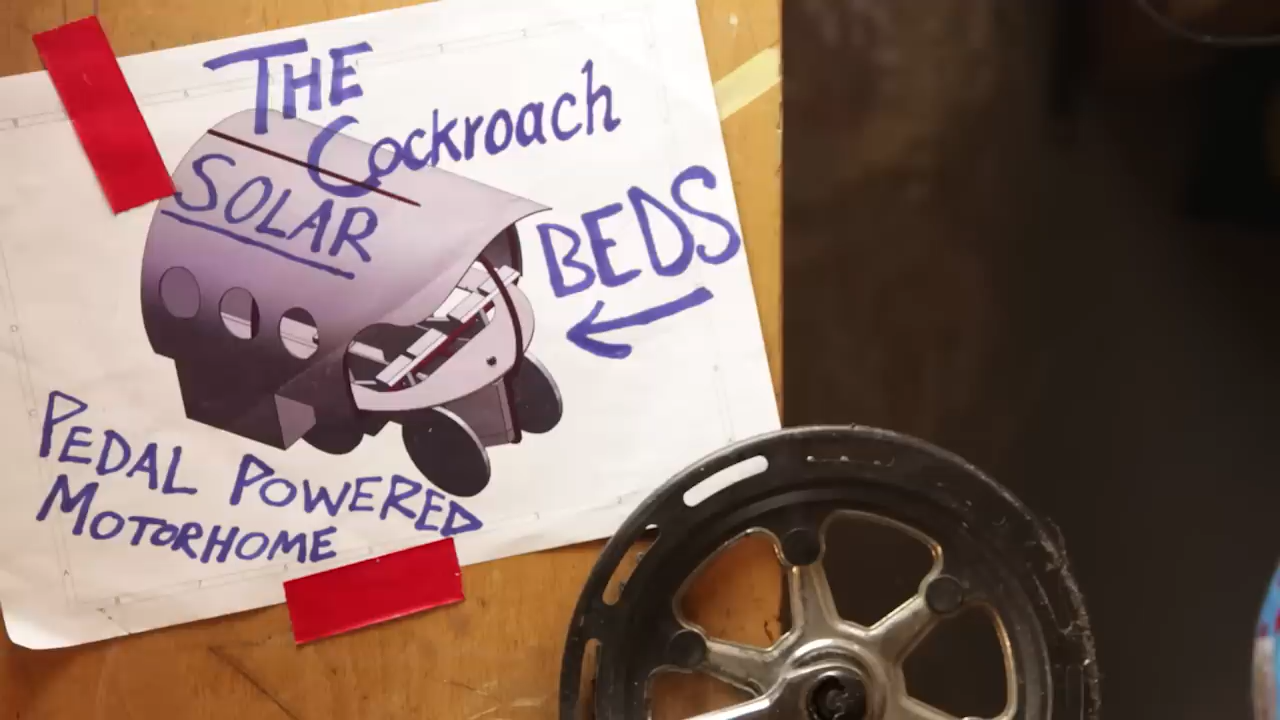 THE
Cockroach
SOLAR
BEDS
PEDAL POWERED
MOTORHOME